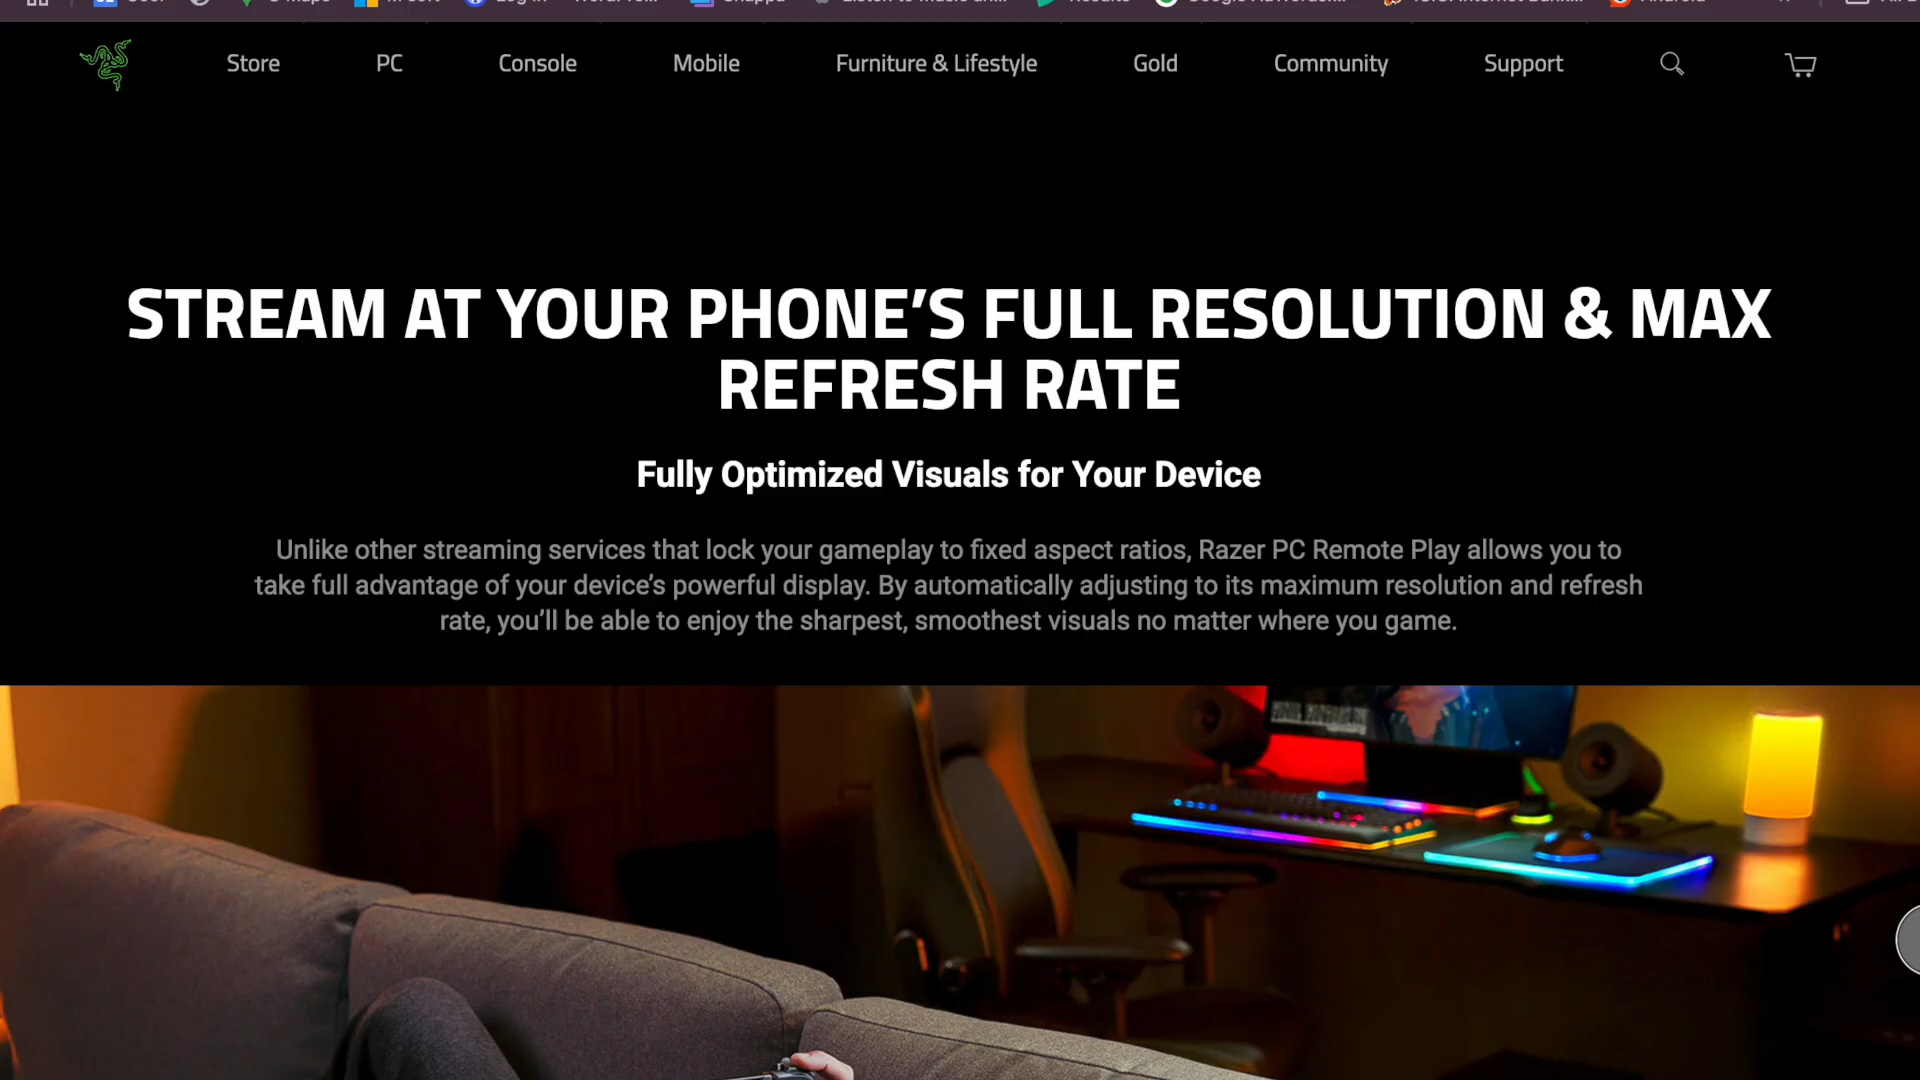 Store PC Console Mobile Furniture & Lifestyle Gold Community Support
STREAM AT YOUR PHONE’S FULL RESOLUTION & MAX
REFRESH RATE
Fully Optimized Visuals for Your Device
Unlike other streaming services that lock your gameplay to fixed aspect ratios, Razer PC Remote Play allows you to
take full advantage of your device’s powerful display. By automatically adjusting to its maximum resolution and refresh
rate, you’ll be able to enjoy the sharpest, smoothest visuals no matter where you game.